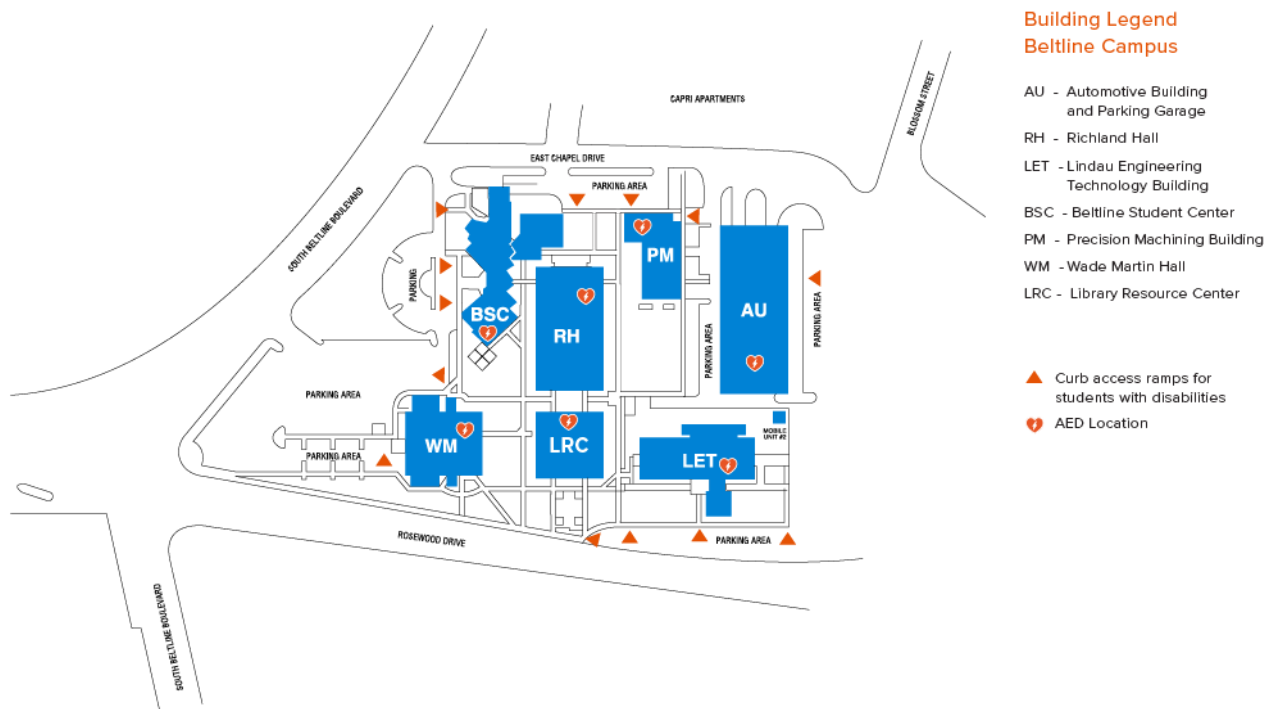 Building Legend
Beltline Campus
AU - Automotive Building
and Parking Garage
RH - Richland Hall
LET - Lindau Engineering
Technology Building
BSC - Beltline Student Center
PM - Precision Machining Building
WM - Wade Martin Hall
LRC - Library Resource Center
Curb access ramps for
students with disabilities
AED Location
CAPRI APARTMENTS
BLOSSOM STREET
EAST CHAPEL DRIVE
PARKING AREA
SOUTH BELTLINE BOULEVARD
PARKING
PM
BSC
RH
AU
PARKING AREA
PARKING AREA
PARKING AREA
MOBILE
UNIT #2
WM
LRC
LET
PARKING AREA
ROSEWOOD DRIVE
PARKING AREA
SOUTH BELTLINE BOULEVARD